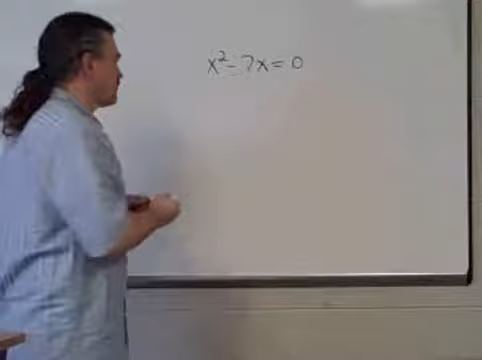 x² - 7x = 0